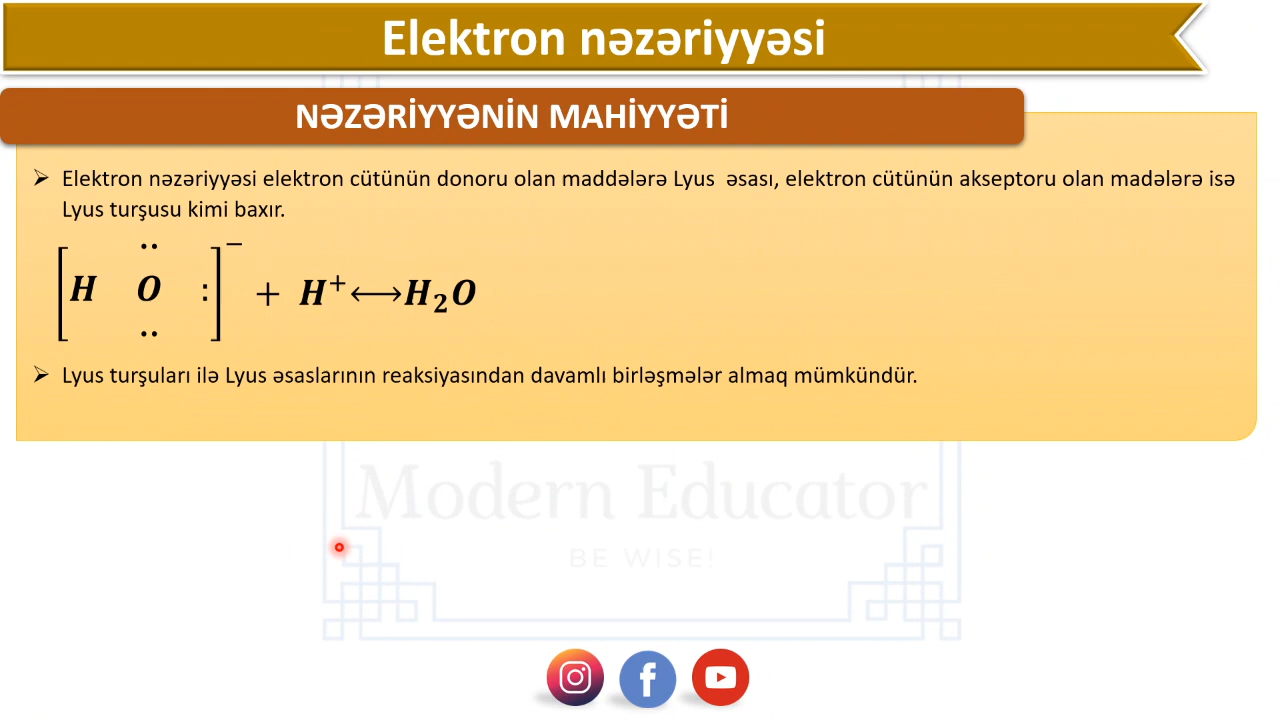 Elektron nəzəriyyəsi
NƏZƏRİYYƏNİN MAHİYYƏTİ
➢ Elektron nəzəriyyəsi elektron cütünün donoru olan maddələrə Lyus əsası, elektron cütünün akseptoru olan madələrə isə
Lyus turşusu kimi baxır.
[H Ö̤ :]⁻ + H⁺ ⟷ H₂O
➢ Lyus turşuları ilə Lyus əsaslarının reaksiyasından davamlı birləşmələr almaq mümkündür.
Modern Educator
BE WISE!